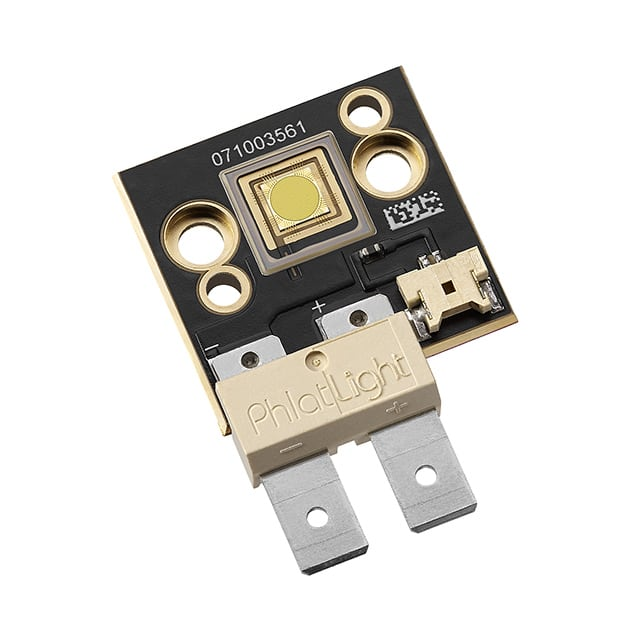 071003561
− +
G
PhlatLight
− +